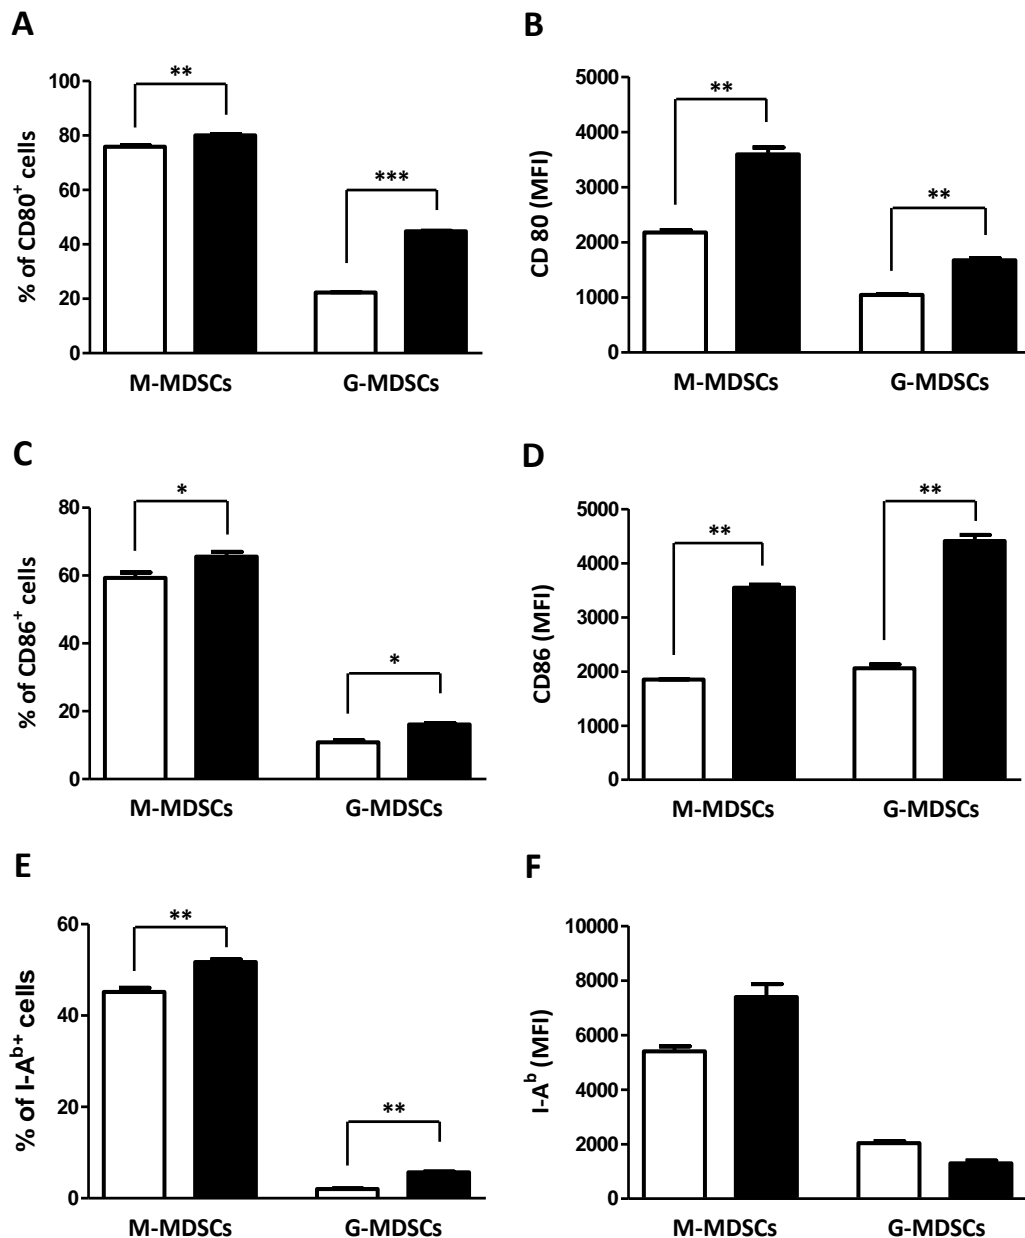 A
% of CD80+ cells
100
80
60
40
20
0
**
***
M-MDSCs
G-MDSCs
B
CD 80 (MFI)
5000
4000
3000
2000
1000
0
**
**
M-MDSCs
G-MDSCs
C
% of CD86+ cells
80
60
40
20
0
*
*
M-MDSCs
G-MDSCs
D
CD86 (MFI)
5000
4000
3000
2000
1000
0
**
**
M-MDSCs
G-MDSCs
E
% of I-Ab+ cells
60
40
20
0
**
**
M-MDSCs
G-MDSCs
F
I-Ab (MFI)
10000
8000
6000
4000
2000
0
M-MDSCs
G-MDSCs